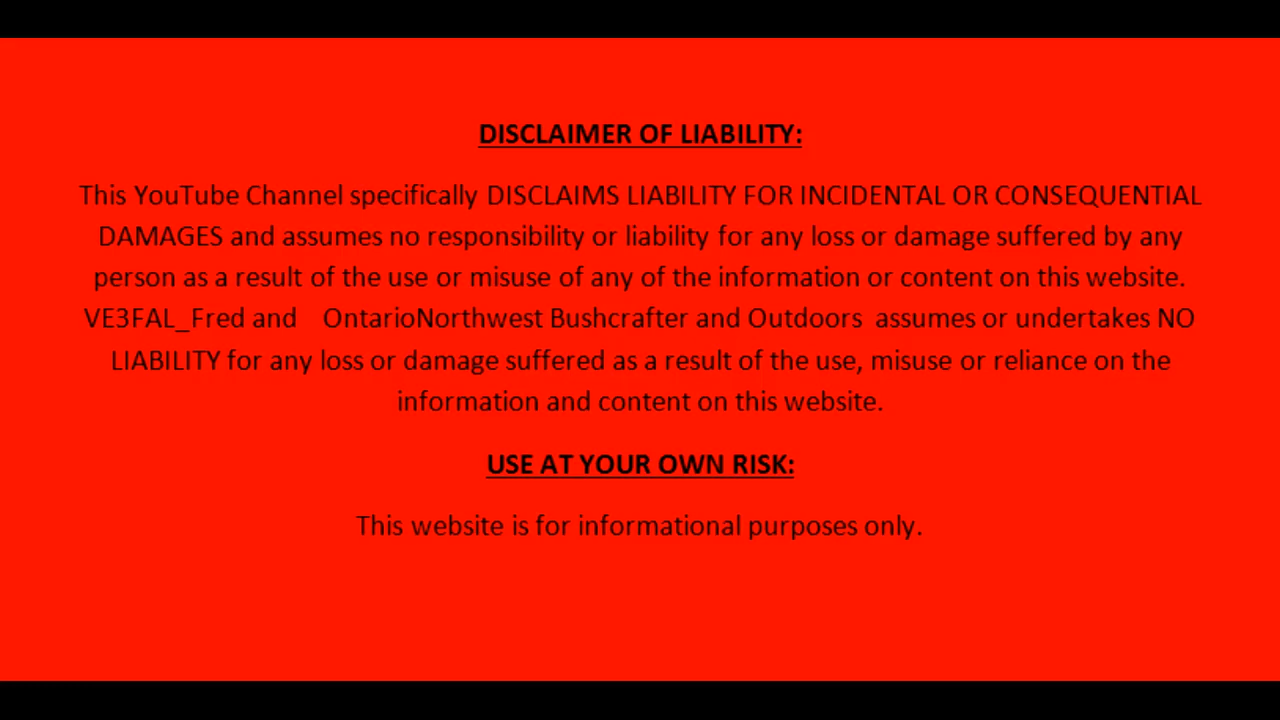 DISCLAIMER OF LIABILITY:
This YouTube Channel specifically DISCLAIMS LIABILITY FOR INCIDENTAL OR CONSEQUENTIAL
DAMAGES and assumes no responsibility or liability for any loss or damage suffered by any
person as a result of the use or misuse of any of the information or content on this website.
VE3FAL_Fred and    OntarioNorthwest Bushcrafter and Outdoors  assumes or undertakes NO
LIABILITY for any loss or damage suffered as a result of the use, misuse or reliance on the
information and content on this website.
USE AT YOUR OWN RISK:
This website is for informational purposes only.